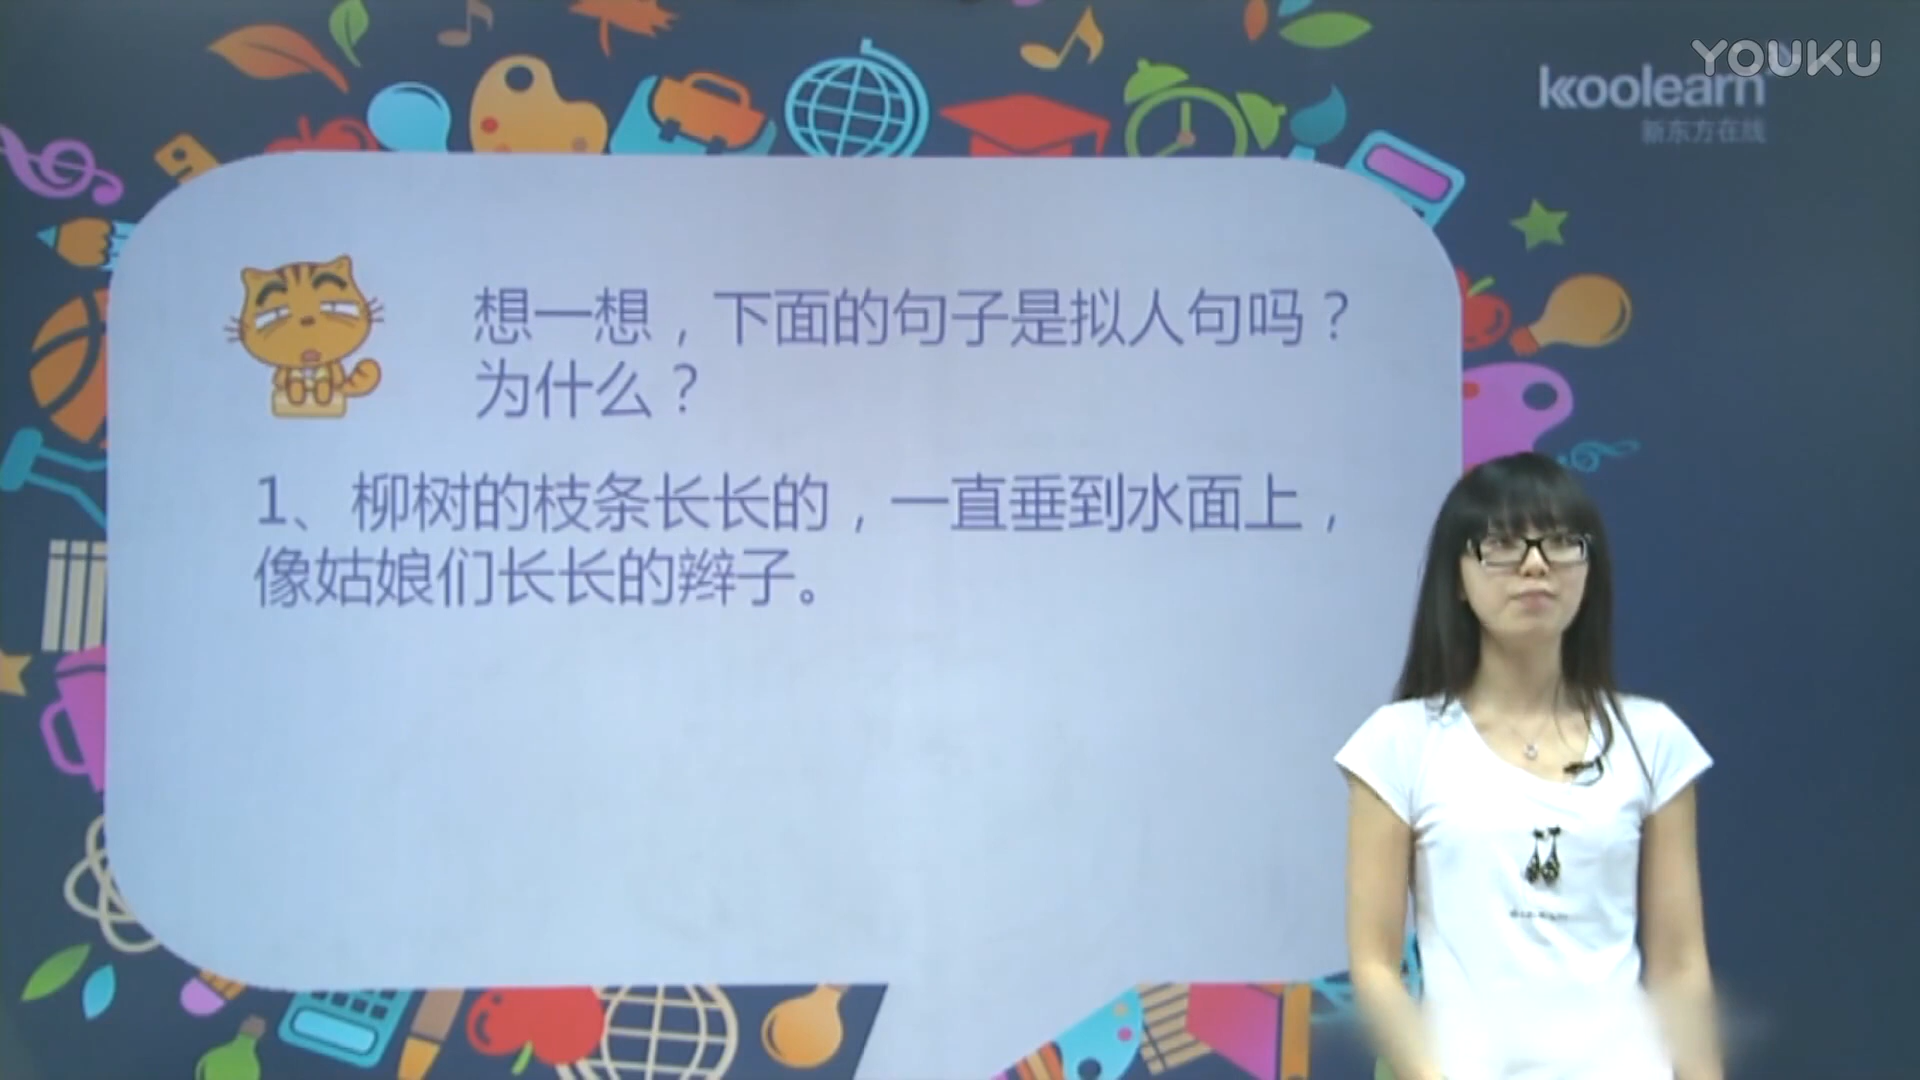 YOUKU
koolearn
新东方在线
想一想，下面的句子是拟人句吗？
为什么？
1、柳树的枝条长长的，一直垂到水面上，
像姑娘们长长的辫子。